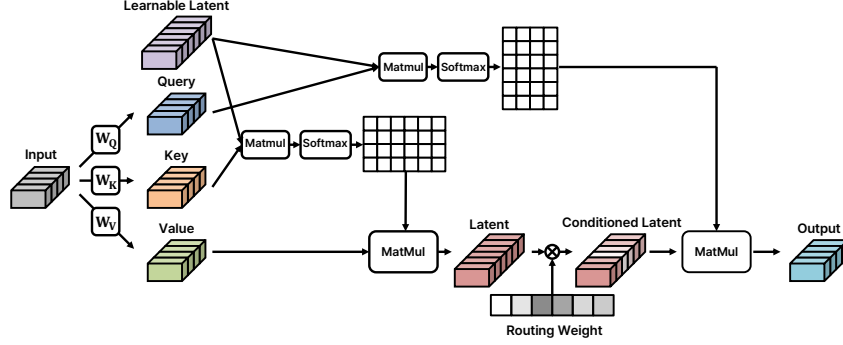 Learnable Latent
Matmul
Softmax
Query
W_Q
Input
Key
Matmul
Softmax
W_K
W_V
Value
MatMul
Latent
Conditioned Latent
MatMul
Output
Routing Weight